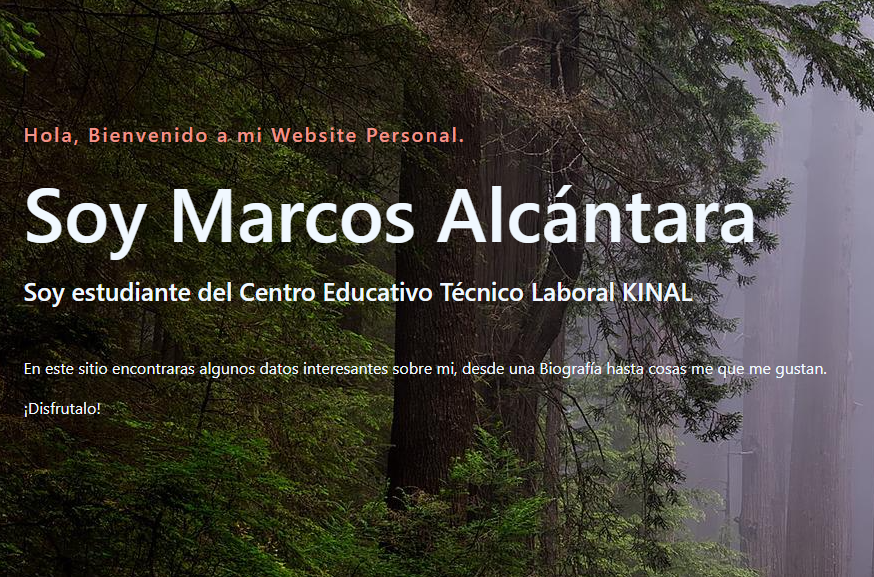 Hola, Bienvenido a mi Website Personal.
Soy Marcos Alcántara
Soy estudiante del Centro Educativo Técnico Laboral KINAL
En este sitio encontraras algunos datos interesantes sobre mi, desde una Biografía hasta cosas me que me gustan.
¡Disfrutalo!